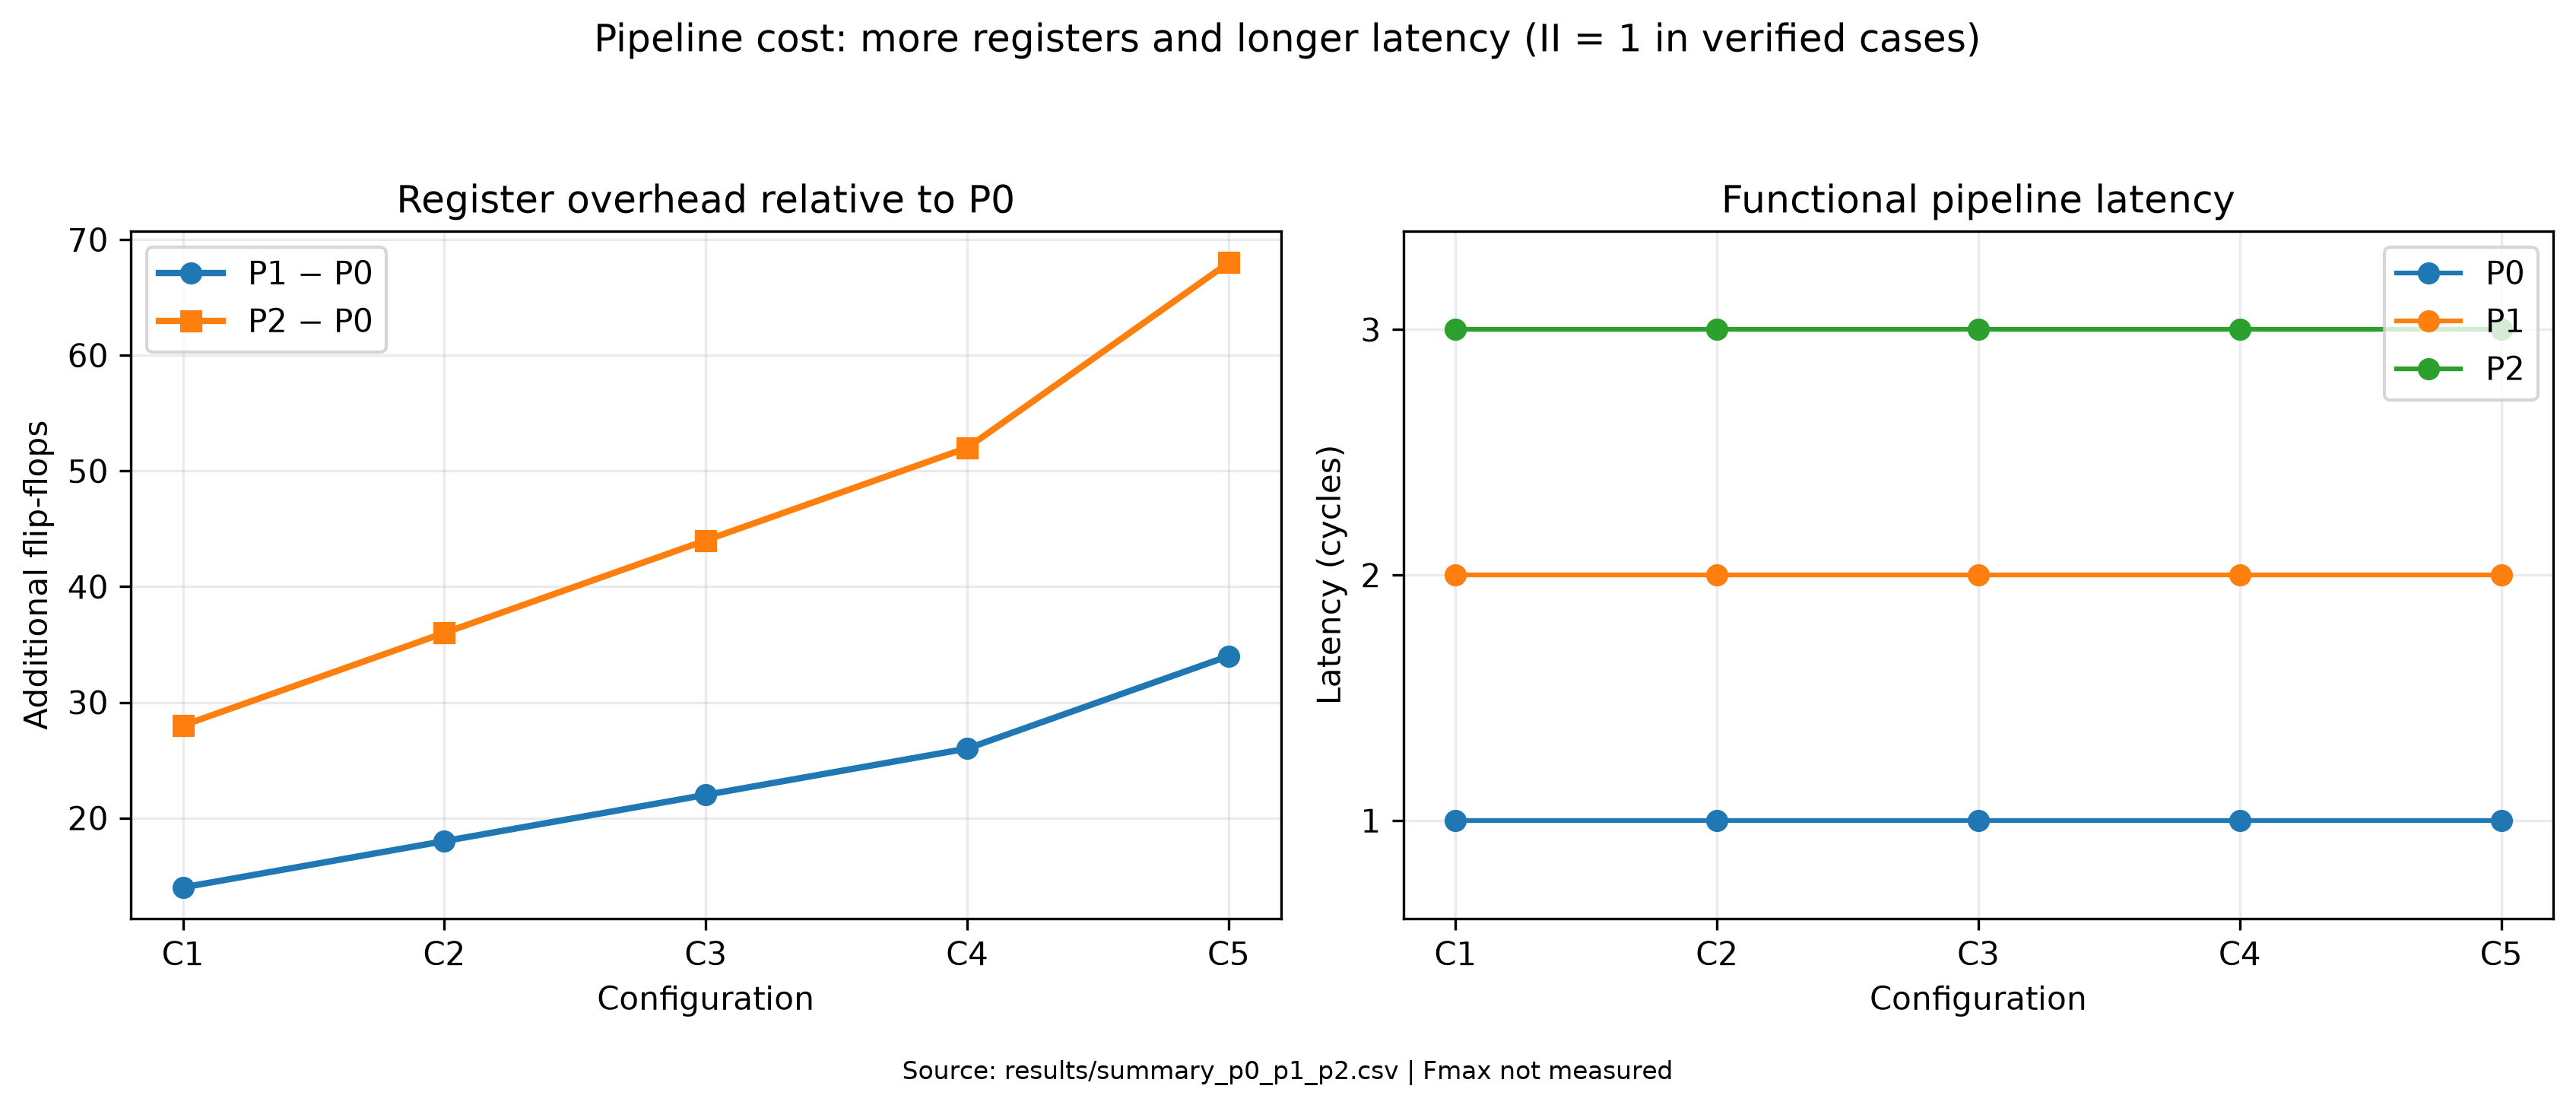 Pipeline cost: more registers and longer latency (II = 1 in verified cases)
Register overhead relative to P0
70
60
50
40
30
20
Additional flip-flops
P1 − P0
P2 − P0
C1 C2 C3 C4 C5
Configuration
Functional pipeline latency
3
2
1
Latency (cycles)
P0
P1
P2
C1 C2 C3 C4 C5
Configuration
Source: results/summary_p0_p1_p2.csv | Fmax not measured